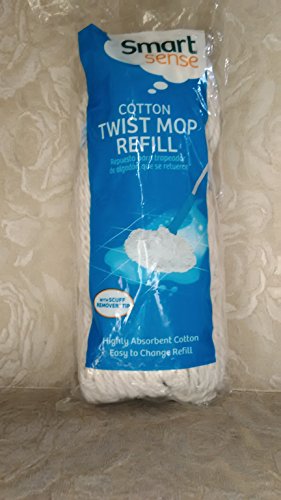 smart
sense
COTTON
TWIST MOP
REFILL
Repuesto para trapeador
de algodón que se retuerce
WITH SCUFF
REMOVER TIP
Highly Absorbent Cotton
Easy to Change Refill